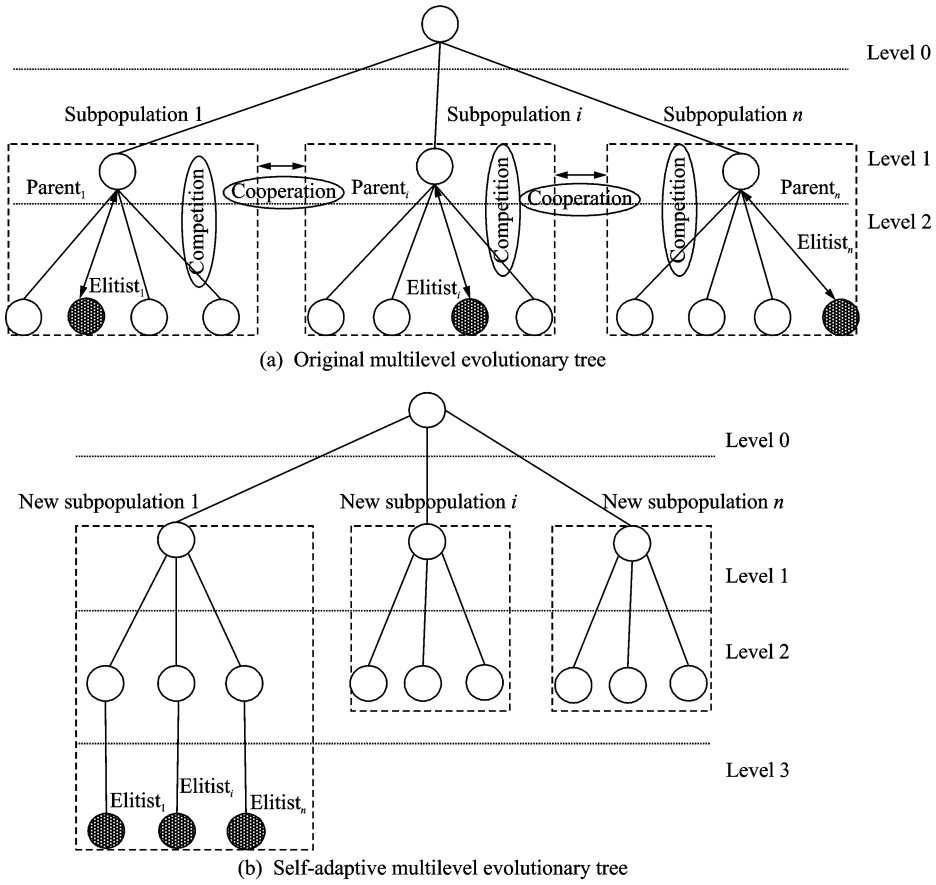 Level 0
Subpopulation 1
Subpopulation i
Subpopulation n
Level 1
Parent1
Competition
Cooperation
Parenti
Competition
Cooperation
Competition
Parentn
Level 2
Elitist1
Elitisti
Elitistn
(a) Original multilevel evolutionary tree
Level 0
New subpopulation 1
New subpopulation i
New subpopulation n
Level 1
Level 2
Level 3
Elitist1
Elitisti
Elitistn
(b) Self-adaptive multilevel evolutionary tree